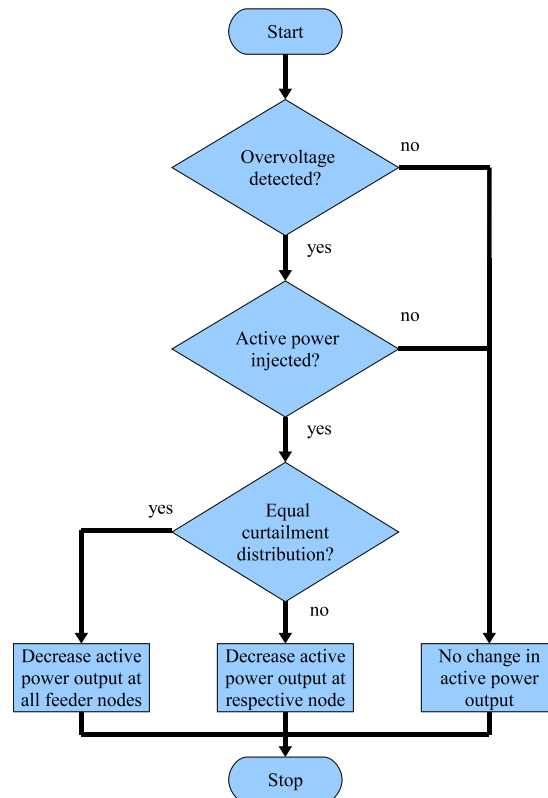 Start
Overvoltage
detected?
no
yes
Active power
injected?
no
yes
Equal
curtailment
distribution?
yes
no
Decrease active
power output at
all feeder nodes
Decrease active
power output at
respective node
No change in
active power
output
Stop